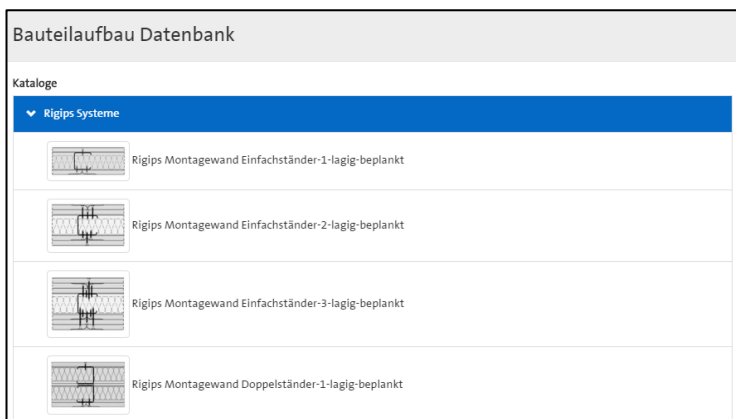 Bauteilaufbau Datenbank
Kataloge
Rigips Systeme
Rigips Montagewand Einfachständer-1-lagig-beplankt
Rigips Montagewand Einfachständer-2-lagig-beplankt
Rigips Montagewand Einfachständer-3-lagig-beplankt
Rigips Montagewand Doppelständer-1-lagig-beplankt